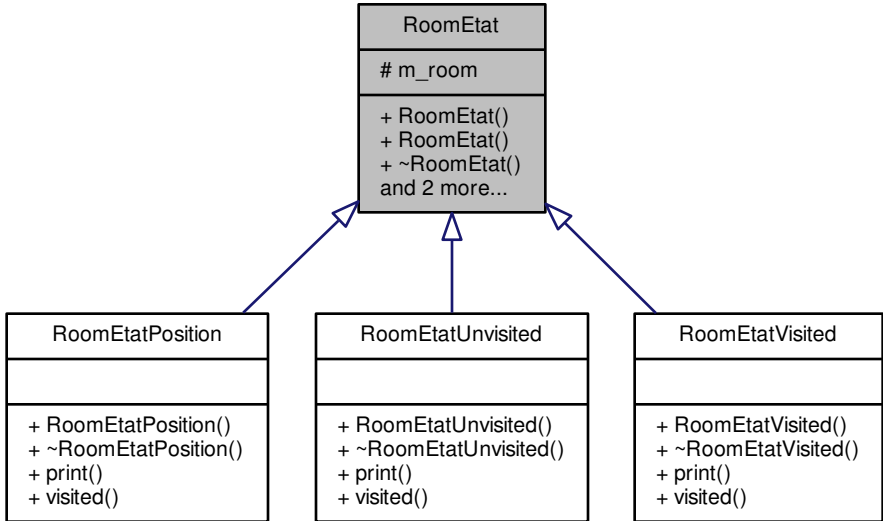 RoomEtat
# m_room
+ RoomEtat()
+ RoomEtat()
+ ~RoomEtat()
and 2 more...
RoomEtatPosition
+ RoomEtatPosition()
+ ~RoomEtatPosition()
+ print()
+ visited()
RoomEtatUnvisited
+ RoomEtatUnvisited()
+ ~RoomEtatUnvisited()
+ print()
+ visited()
RoomEtatVisited
+ RoomEtatVisited()
+ ~RoomEtatVisited()
+ print()
+ visited()